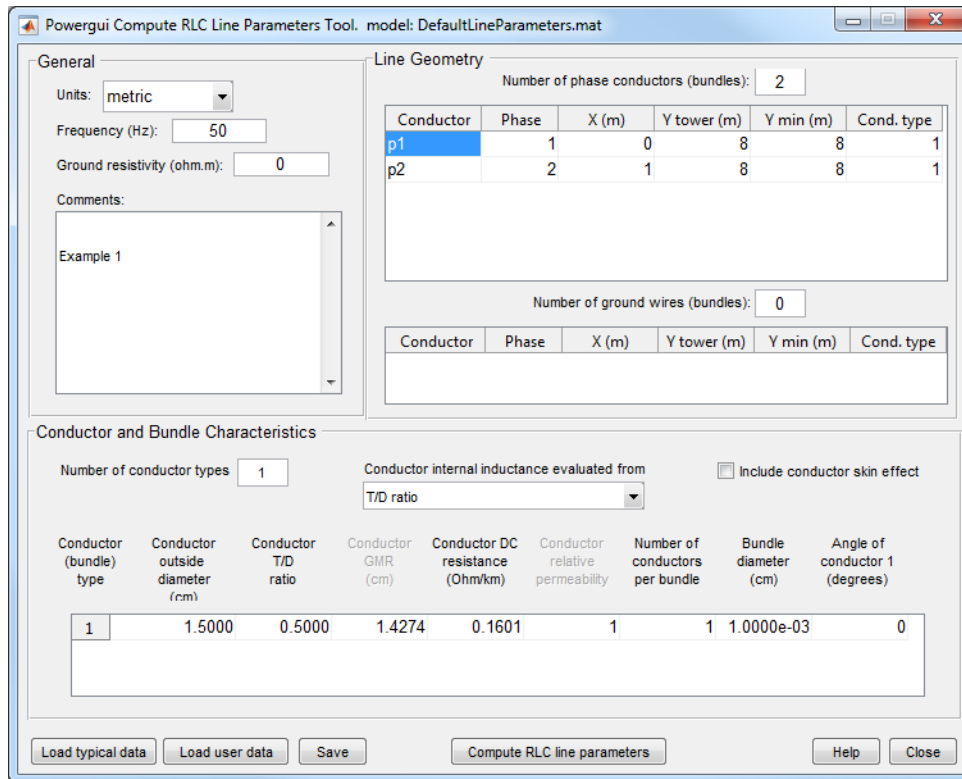 Powergui Compute RLC Line Parameters Tool. model: DefaultLineParameters.mat
General
Units: metric
Frequency (Hz): 50
Ground resistivity (ohm.m): 0
Comments:
Example 1
Line Geometry
Number of phase conductors (bundles): 2
Conductor Phase X (m) Y tower (m) Y min (m) Cond. type
p1 1 0 8 8 1
p2 2 1 8 8 1
Number of ground wires (bundles): 0
Conductor Phase X (m) Y tower (m) Y min (m) Cond. type
Conductor and Bundle Characteristics
Number of conductor types 1
Conductor internal inductance evaluated from
T/D ratio
Include conductor skin effect
Conductor (bundle) type Conductor outside diameter (cm) Conductor T/D ratio Conductor GMR (cm) Conductor DC resistance (Ohm/km) Conductor relative permeability Number of conductors per bundle Bundle diameter (cm) Angle of conductor 1 (degrees)
1 1.5000 0.5000 1.4274 0.1601 1 1 1.0000e-03 0
Load typical data Load user data Save Compute RLC line parameters Help Close